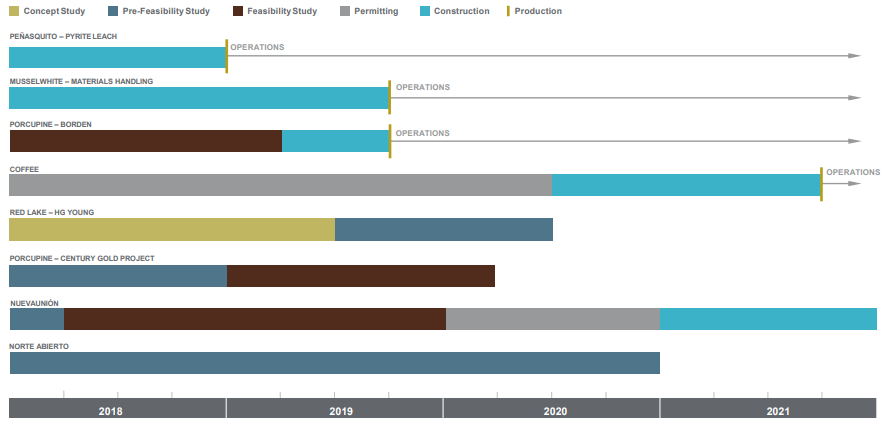 Concept Study Pre-Feasibility Study Feasibility Study Permitting Construction Production
PEÑASQUITO – PYRITE LEACH
OPERATIONS
MUSSELWHITE – MATERIALS HANDLING
OPERATIONS
PORCUPINE – BORDEN
OPERATIONS
COFFEE
OPERATIONS
RED LAKE – HG YOUNG
PORCUPINE – CENTURY GOLD PROJECT
NUEVAUNIÓN
NORTE ABIERTO
2018 2019 2020 2021